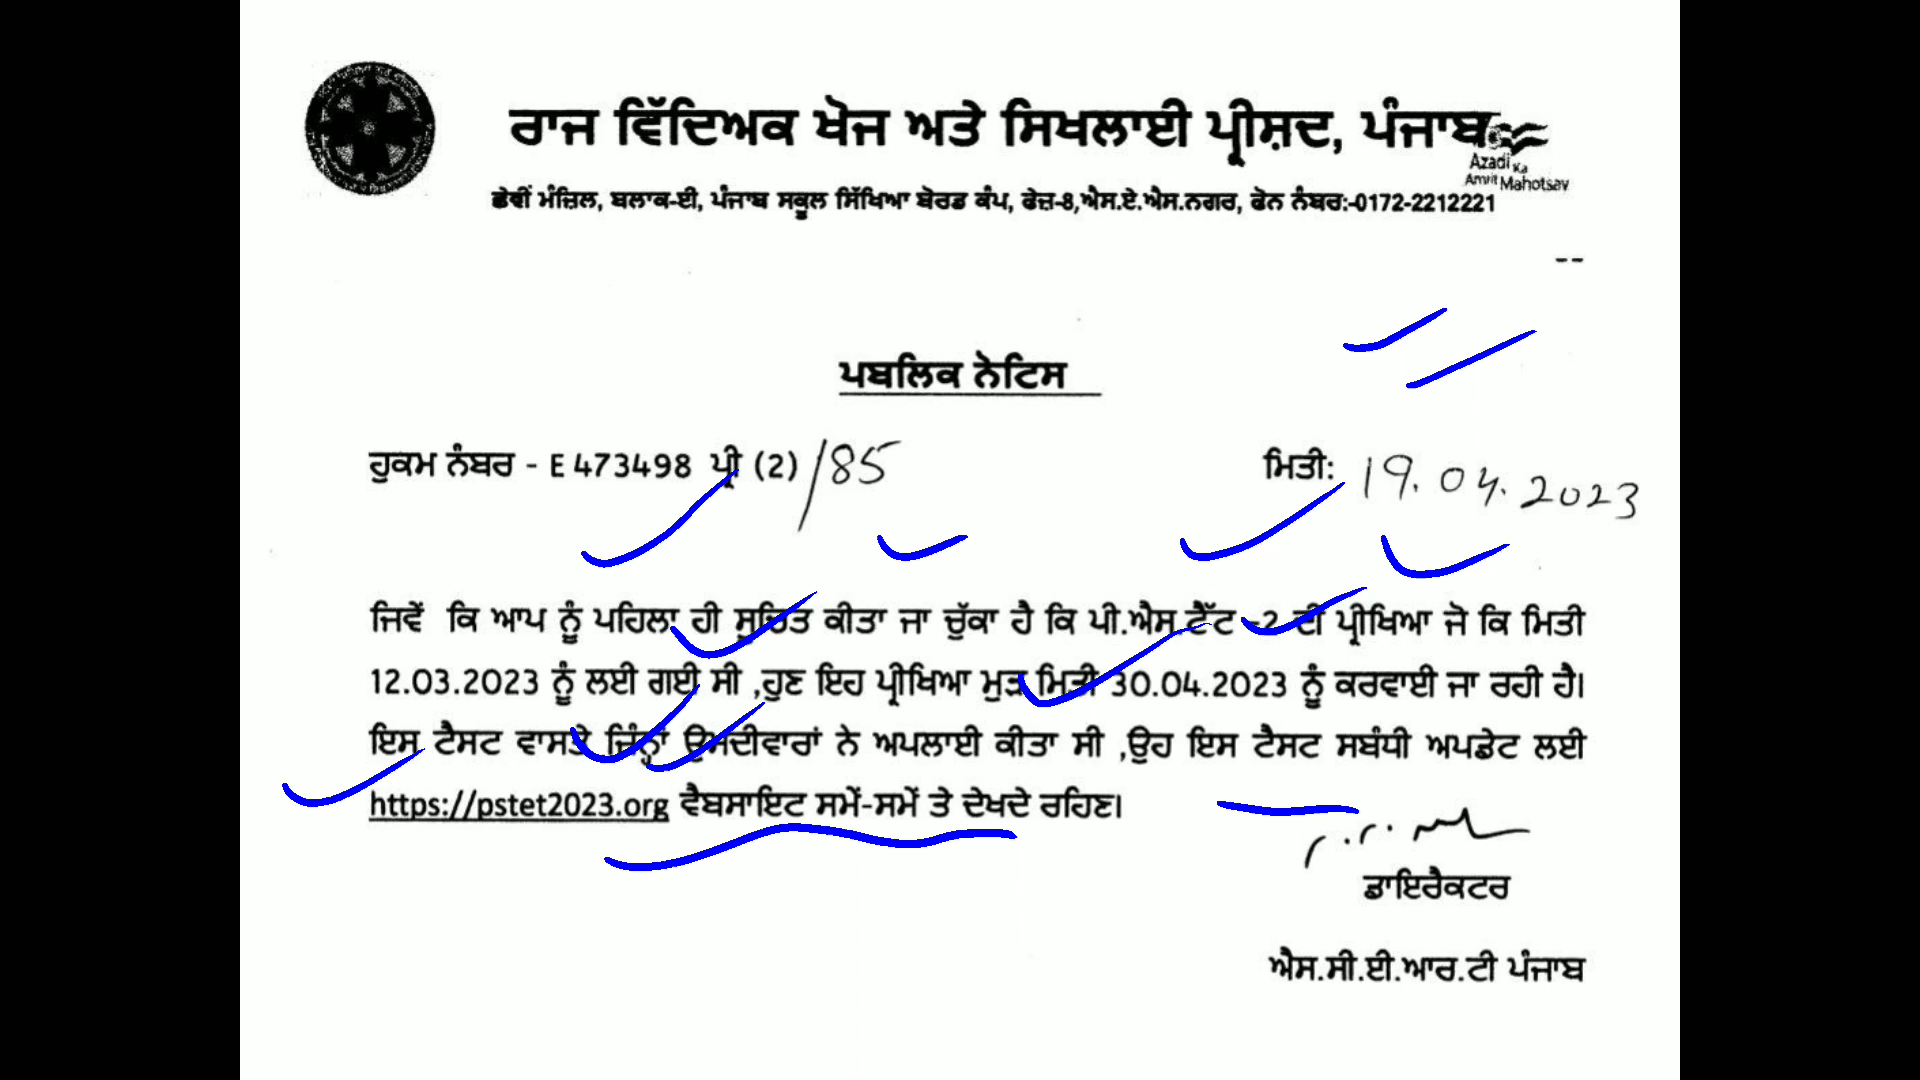 ਰਾਜ ਵਿੱਦਿਅਕ ਖੋਜ ਅਤੇ ਸਿਖਲਾਈ ਪ੍ਰੀਸ਼ਦ, ਪੰਜਾਬ
Azadi Ka
Amrit Mahotsav
ਛੇਵੀਂ ਮੰਜ਼ਿਲ, ਬਲਾਕ-ਈ, ਪੰਜਾਬ ਸਕੂਲ ਸਿੱਖਿਆ ਬੋਰਡ ਕੰਪ, ਫੇਜ਼-8,ਐਸ.ਏ.ਐਸ.ਨਗਰ, ਫੋਨ ਨੰਬਰ:-0172-2212221
--
ਪਬਲਿਕ ਨੋਟਿਸ
ਹੁਕਮ ਨੰਬਰ - E 473498 ਪ੍ਰੀ (2) /85 ਮਿਤੀ: 19.04.2023
ਜਿਵੇਂ ਕਿ ਆਪ ਨੂੰ ਪਹਿਲਾ ਹੀ ਸੂਚਿਤ ਕੀਤਾ ਜਾ ਚੁੱਕਾ ਹੈ ਕਿ ਪੀ.ਐਸ.ਟੈੱਟ -2 ਦੀ ਪ੍ਰੀਖਿਆ ਜੋ ਕਿ ਮਿਤੀ
12.03.2023 ਨੂੰ ਲਈ ਗਈ ਸੀ ,ਹੁਣ ਇਹ ਪ੍ਰੀਖਿਆ ਮੁੜ ਮਿਤੀ 30.04.2023 ਨੂੰ ਕਰਵਾਈ ਜਾ ਰਹੀ ਹੈ।
ਇਸ ਟੈਸਟ ਵਾਸਤੇ ਜਿੰਨ੍ਹਾਂ ਉਮੀਦੀਵਾਰਾਂ ਨੇ ਅਪਲਾਈ ਕੀਤਾ ਸੀ ,ਉਹ ਇਸ ਟੈਸਟ ਸਬੰਧੀ ਅਪਡੇਟ ਲਈ
https://pstet2023.org ਵੈਬਸਾਇਟ ਸਮੇਂ-ਸਮੇਂ ਤੇ ਦੇਖਦੇ ਰਹਿਣ।
ਡਾਇਰੈਕਟਰ
ਐਸ.ਸੀ.ਈ.ਆਰ.ਟੀ ਪੰਜਾਬ